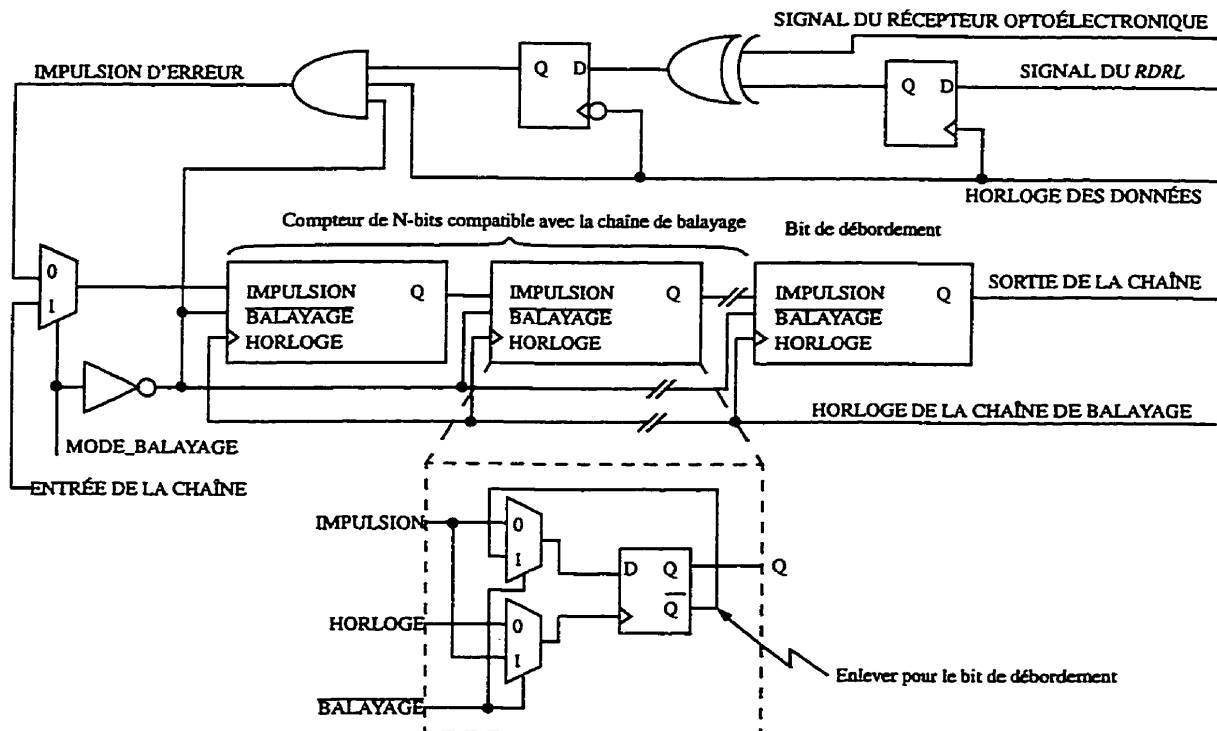 SIGNAL DU RÉCEPTEUR OPTOÉLECTRONIQUE
IMPULSION D'ERREUR
Q D
SIGNAL DU RDRL
Q D
HORLOGE DES DONNÉES
Compteur de N-bits compatible avec la chaîne de balayage
Bit de débordement
0
1
IMPULSION Q
BALAYAGE
HORLOGE
IMPULSION Q
BALAYAGE
HORLOGE
IMPULSION Q
BALAYAGE
HORLOGE
SORTIE DE LA CHAÎNE
HORLOGE DE LA CHAÎNE DE BALAYAGE
MODE_BALAYAGE
ENTRÉE DE LA CHAÎNE
IMPULSION
0
1
D Q
Q
Q
HORLOGE
0
1
Enlever pour le bit de débordement
BALAYAGE